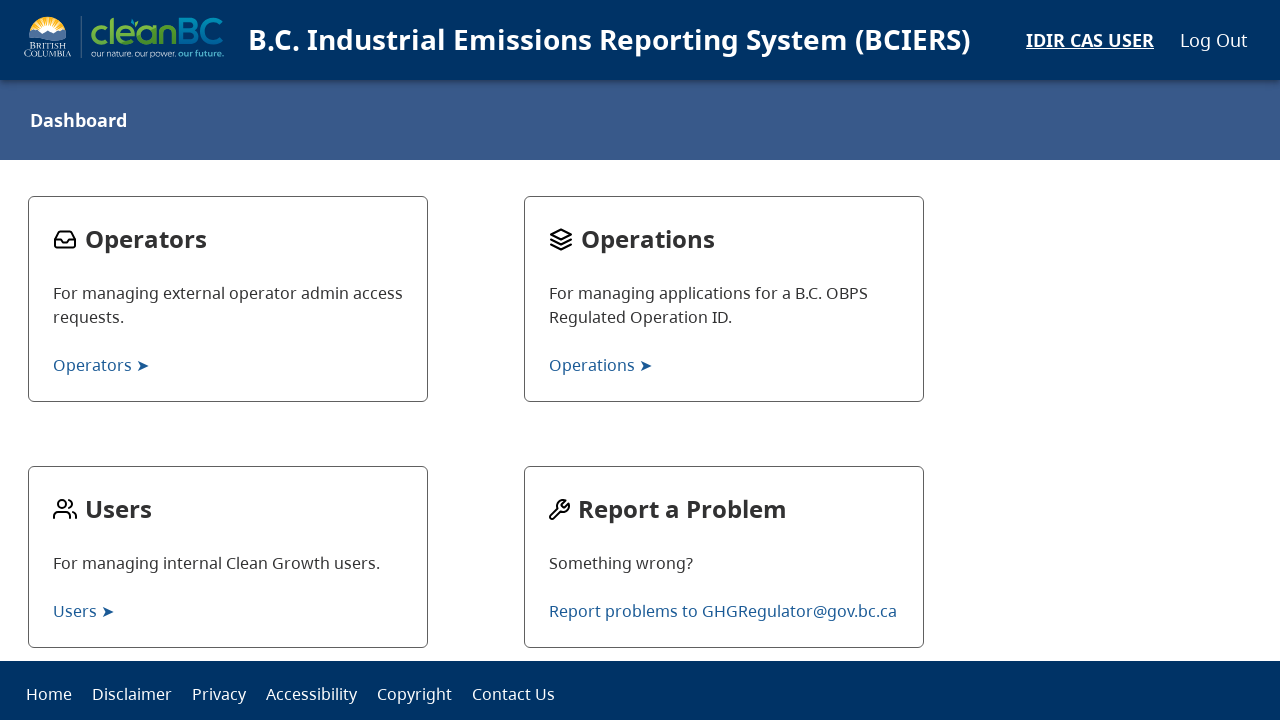 BRITISH
COLUMBIA
cleanBC
our nature. our power. our future.
B.C. Industrial Emissions Reporting System (BCIERS)
IDIR CAS USER
Log Out
Dashboard
Operators
For managing external operator admin access
requests.
Operators ➤
Operations
For managing applications for a B.C. OBPS
Regulated Operation ID.
Operations ➤
Users
For managing internal Clean Growth users.
Users ➤
Report a Problem
Something wrong?
Report problems to GHGRegulator@gov.bc.ca
Home Disclaimer Privacy Accessibility Copyright Contact Us